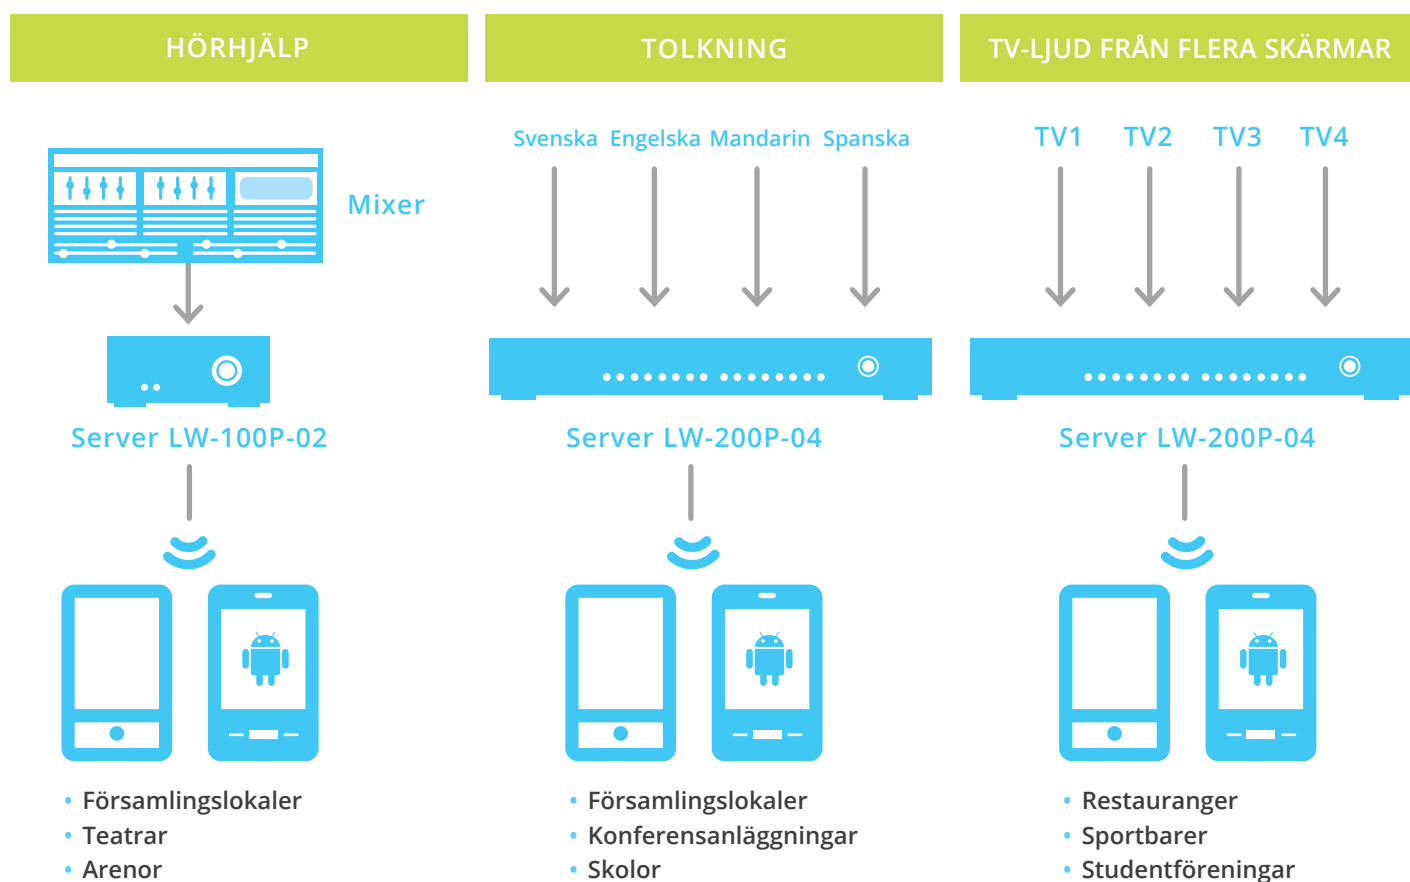 HÖRHJÄLP
Mixer
Server LW-100P-02
• Församlingslokaler
• Teatrar
• Arenor
TOLKNING
Svenska Engelska Mandarin Spanska
Server LW-200P-04
• Församlingslokaler
• Konferensanläggningar
• Skolor
TV-LJUD FRÅN FLERA SKÄRMAR
TV1 TV2 TV3 TV4
Server LW-200P-04
• Restauranger
• Sportbarer
• Studentföreningar